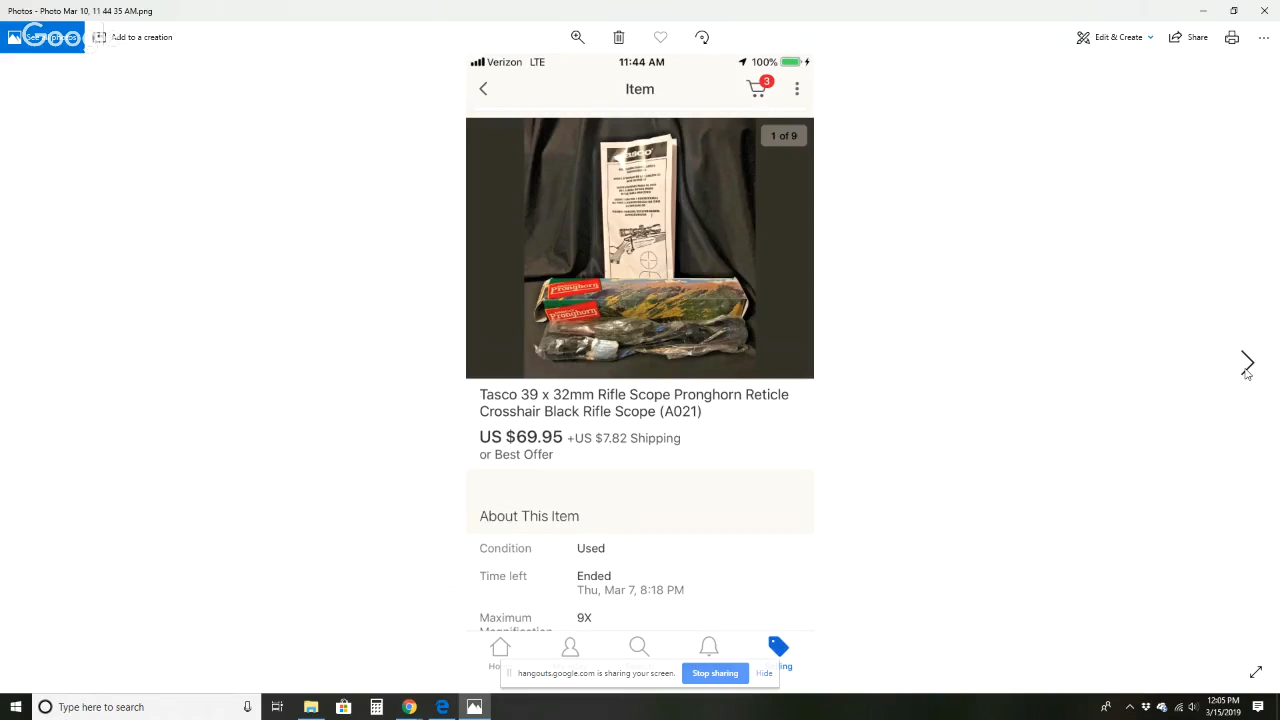 Photos - Photo Mar 10, 11 44 35 AM.png
Goog
Add to a creation
Edit & Create
Share
Verizon LTE
11:44 AM
100%
Item
3
1 of 9
TASCO
Pronghorn
Pronghorn
Tasco 39 x 32mm Rifle Scope Pronghorn Reticle
Crosshair Black Rifle Scope (A021)
US $69.95 +US $7.82 Shipping
or Best Offer
About This Item
Condition Used
Time left Ended
Thu, Mar 7, 8:18 PM
Maximum 9X
Magnification
hangouts.google.com is sharing your screen.
Stop sharing
Hide
Type here to search
12:05 PM
3/15/2019